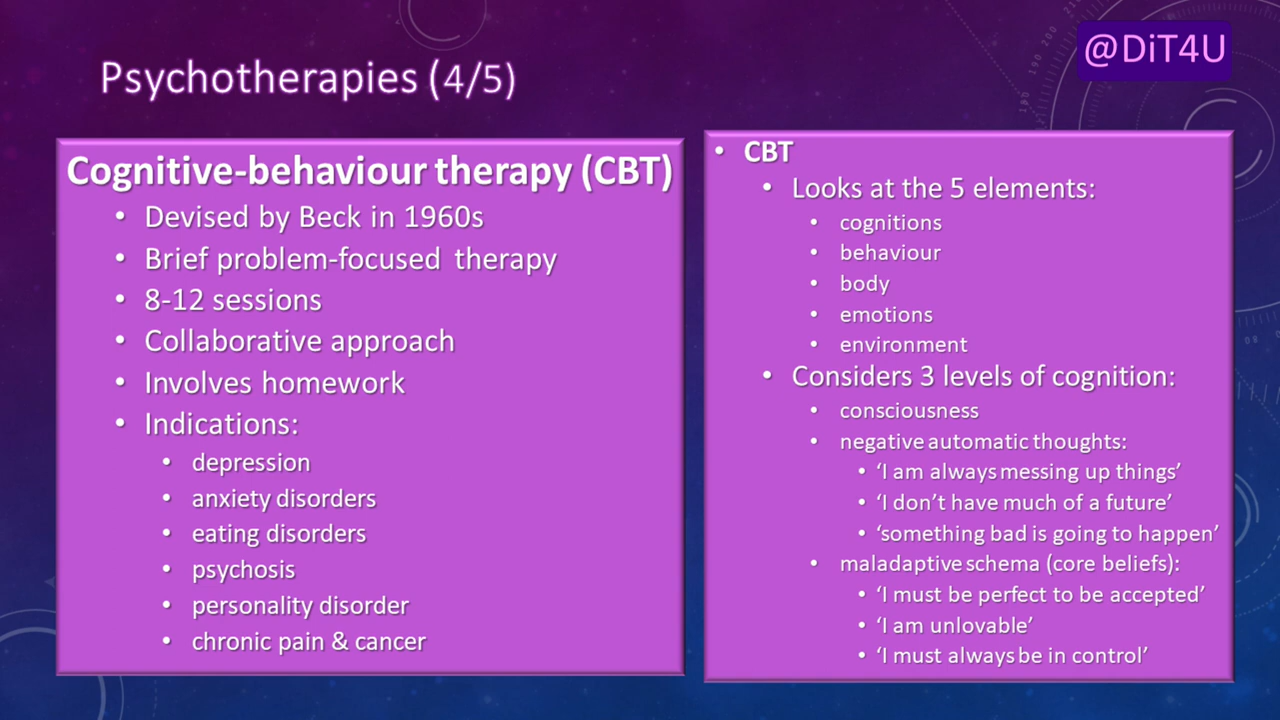 @DiT4U
Psychotherapies (4/5)
Cognitive-behaviour therapy (CBT)
• Devised by Beck in 1960s
• Brief problem-focused therapy
• 8-12 sessions
• Collaborative approach
• Involves homework
• Indications:
• depression
• anxiety disorders
• eating disorders
• psychosis
• personality disorder
• chronic pain & cancer
• CBT
• Looks at the 5 elements:
• cognitions
• behaviour
• body
• emotions
• environment
• Considers 3 levels of cognition:
• consciousness
• negative automatic thoughts:
• ‘I am always messing up things’
• ‘I don’t have much of a future’
• ‘something bad is going to happen’
• maladaptive schema (core beliefs):
• ‘I must be perfect to be accepted’
• ‘I am unlovable’
• ‘I must always be in control’